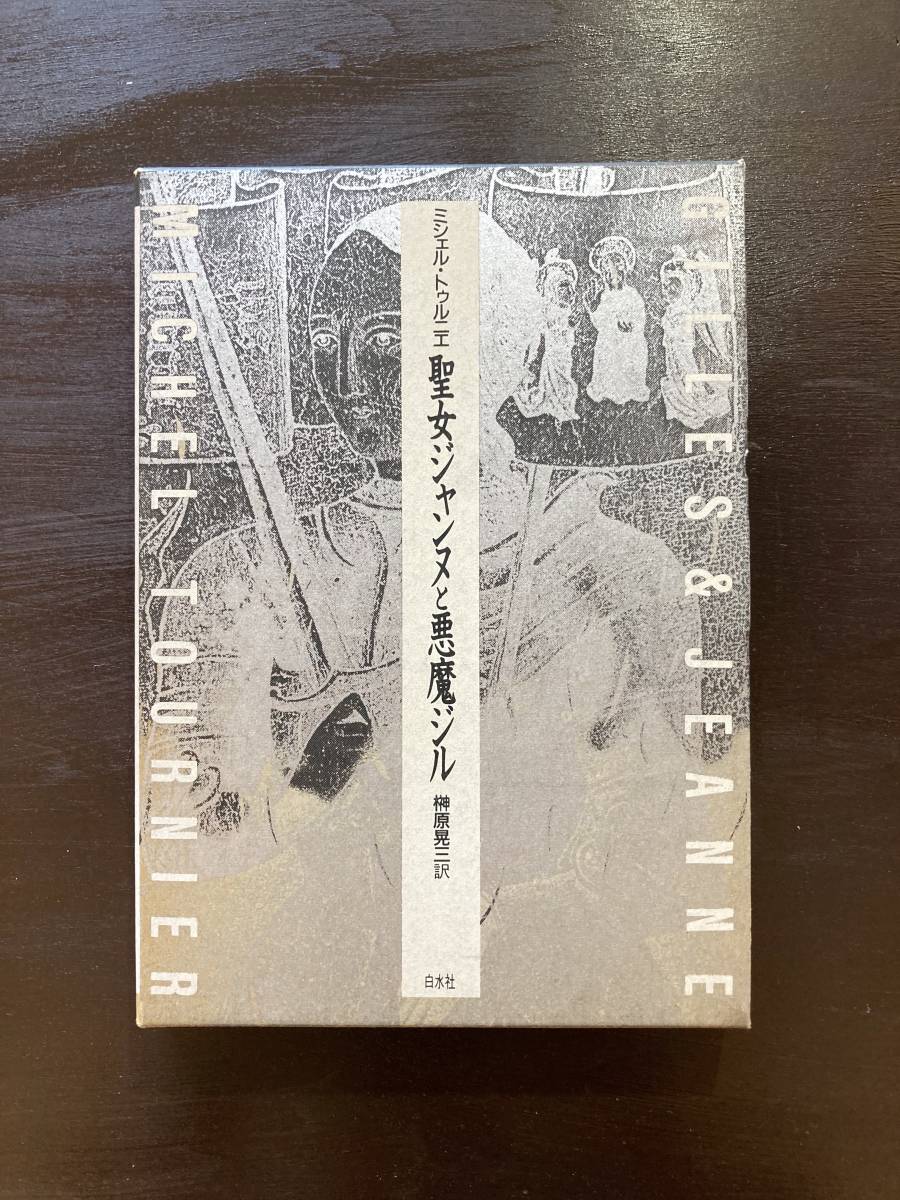 GILLES & JEANNE
ミシェル・トゥルニエ
聖女ジャンヌと悪魔ジル
榊原晃三訳
白水社
MICHEL TOURNIER